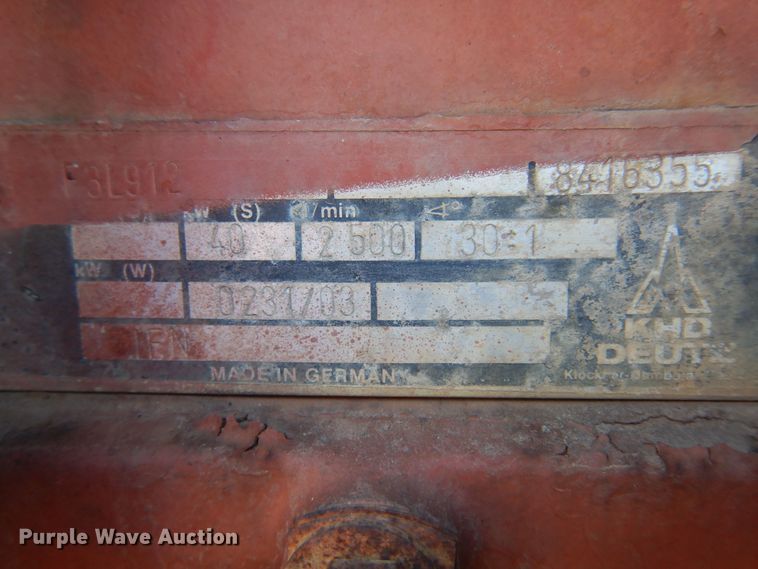 F3L912 8416355
kW (S) 1/min ∢°
40 2 500 30±1
kW (W)
0231/03
MADE IN GERMANY
KHD
DEUTZ
Purple Wave Auction®